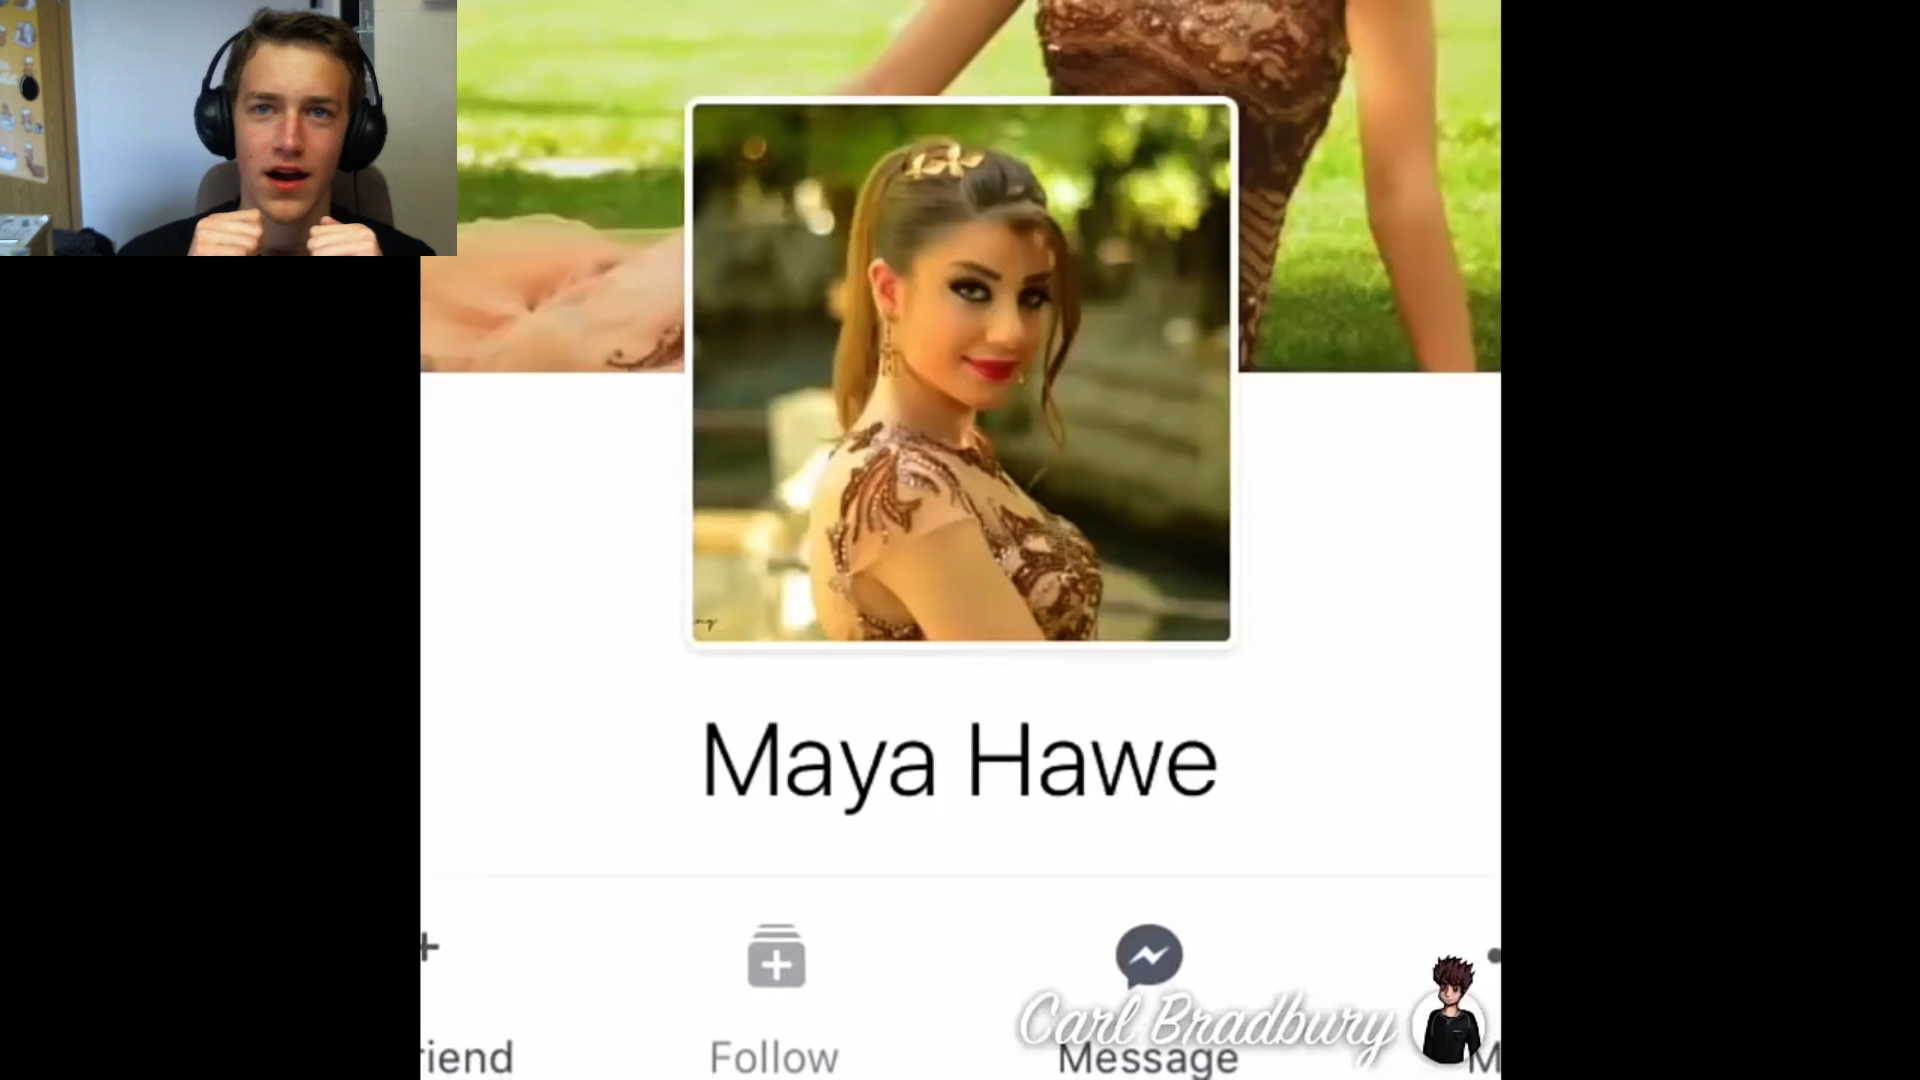 Maya Hawe
riend
Follow
Message
M
Carl Bradbury